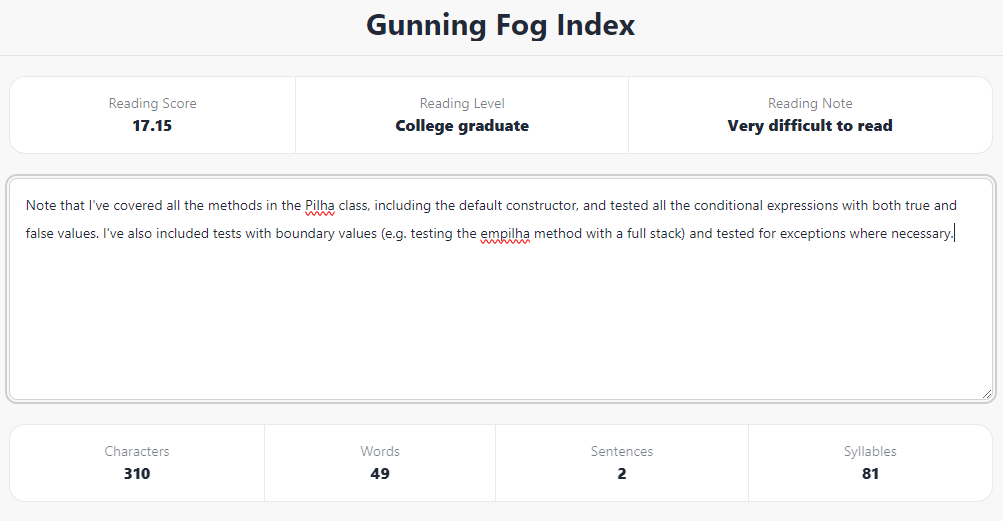 Gunning Fog Index
Reading Score
17.15
Reading Level
College graduate
Reading Note
Very difficult to read
Note that I've covered all the methods in the Pilha class, including the default constructor, and tested all the conditional expressions with both true and
false values. I've also included tests with boundary values (e.g. testing the empilha method with a full stack) and tested for exceptions where necessary.
Characters
310
Words
49
Sentences
2
Syllables
81